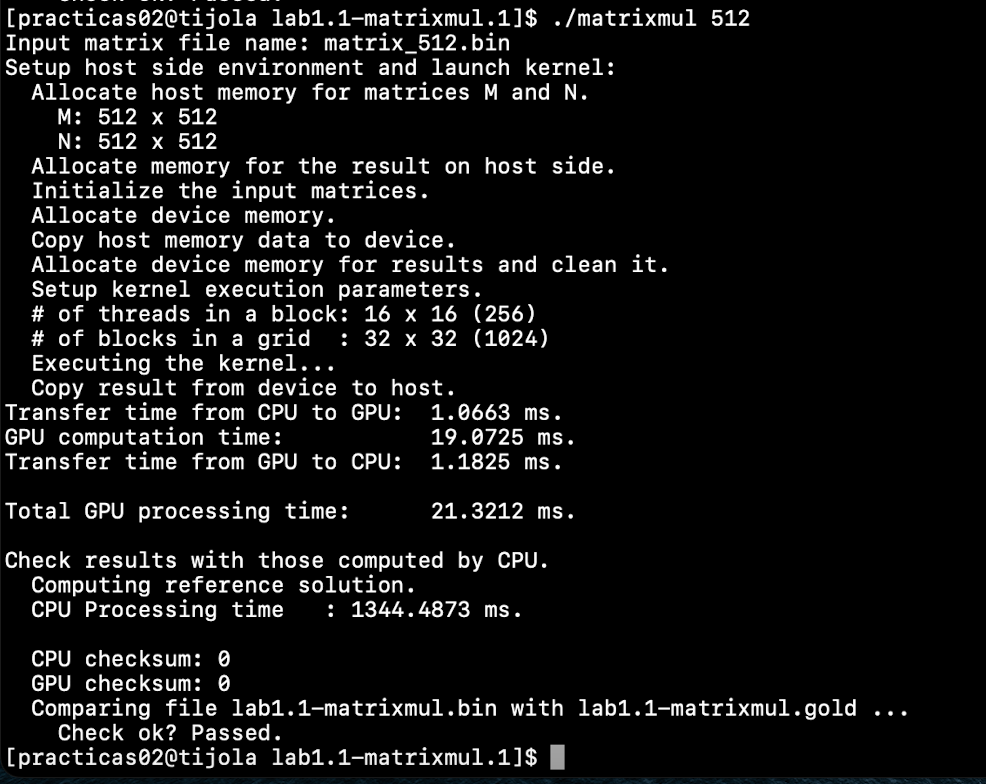 [practicas02@tijola lab1.1-matrixmul.1]$ ./matrixmul 512
Input matrix file name: matrix_512.bin
Setup host side environment and launch kernel:
  Allocate host memory for matrices M and N.
    M: 512 x 512
    N: 512 x 512
  Allocate memory for the result on host side.
  Initialize the input matrices.
  Allocate device memory.
  Copy host memory data to device.
  Allocate device memory for results and clean it.
  Setup kernel execution parameters.
  # of threads in a block: 16 x 16 (256)
  # of blocks in a grid  : 32 x 32 (1024)
  Executing the kernel...
  Copy result from device to host.
Transfer time from CPU to GPU:  1.0663 ms.
GPU computation time:           19.0725 ms.
Transfer time from GPU to CPU:  1.1825 ms.

Total GPU processing time:      21.3212 ms.

Check results with those computed by CPU.
  Computing reference solution.
  CPU Processing time   : 1344.4873 ms.

  CPU checksum: 0
  GPU checksum: 0
  Comparing file lab1.1-matrixmul.bin with lab1.1-matrixmul.gold ...
    Check ok? Passed.
[practicas02@tijola lab1.1-matrixmul.1]$